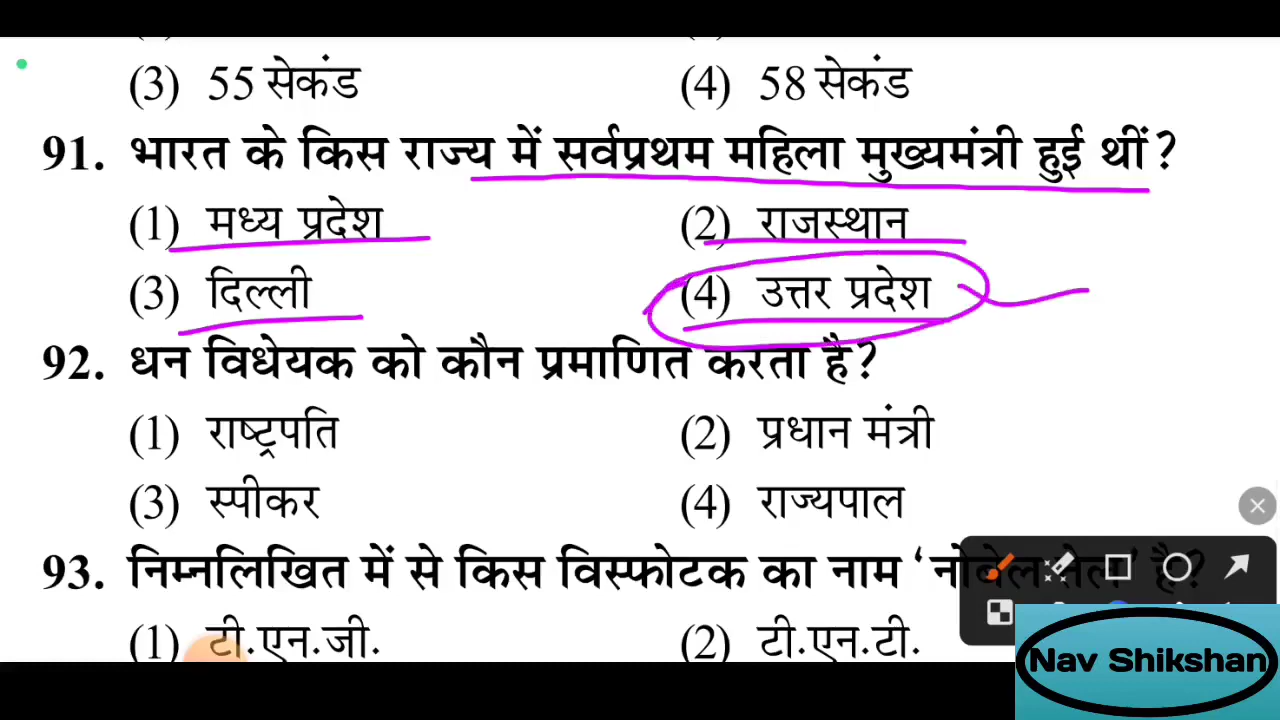 (3) 55 सेकंड (4) 58 सेकंड
91. भारत के किस राज्य में सर्वप्रथम महिला मुख्यमंत्री हुई थीं?
(1) मध्य प्रदेश (2) राजस्थान
(3) दिल्ली (4) उत्तर प्रदेश
92. धन विधेयक को कौन प्रमाणित करता है?
(1) राष्ट्रपति (2) प्रधान मंत्री
(3) स्पीकर (4) राज्यपाल
93. निम्नलिखित में से किस विस्फोटक का नाम ‘नोबेल तेल’ है?
(1) टी.एन.जी. (2) टी.एन.टी.
Nav Shikshan